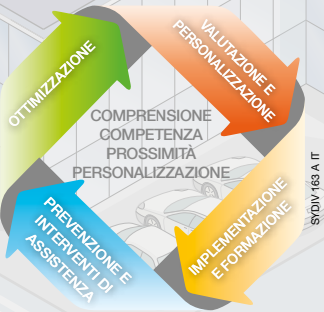 OTTIMIZZAZIONE
VALUTAZIONE E
PERSONALIZZAZIONE
COMPRENSIONE
COMPETENZA
PROSSIMITÀ
PERSONALIZZAZIONE
IMPLEMENTAZIONE
E FORMAZIONE
PREVENZIONE E
INTERVENTI DI
ASSISTENZA
SYDIV 163 A IT